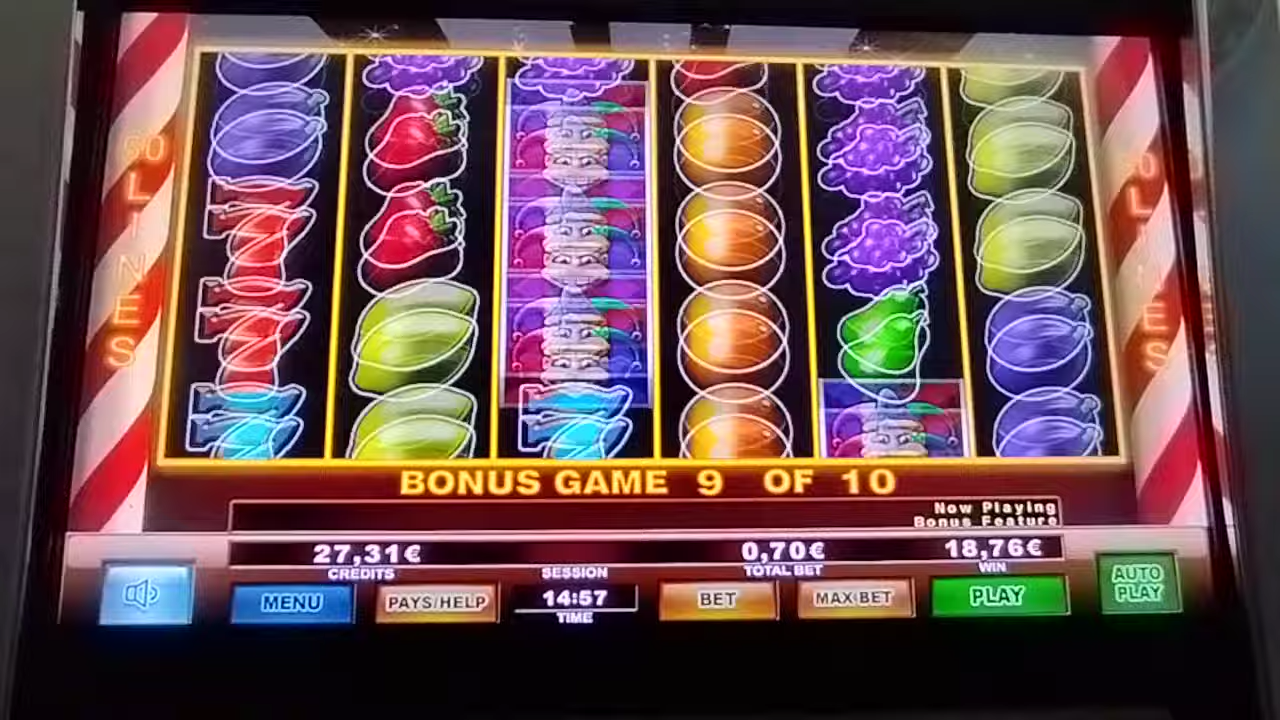 60
LINES
BONUS GAME 9 OF 10
Now Playing
Bonus Feature
27,31€
CREDITS
SESSION
14:57
TIME
0,70€
TOTAL BET
18,76€
WIN
MENU
PAYS/HELP
BET
MAX BET
PLAY
AUTO
PLAY